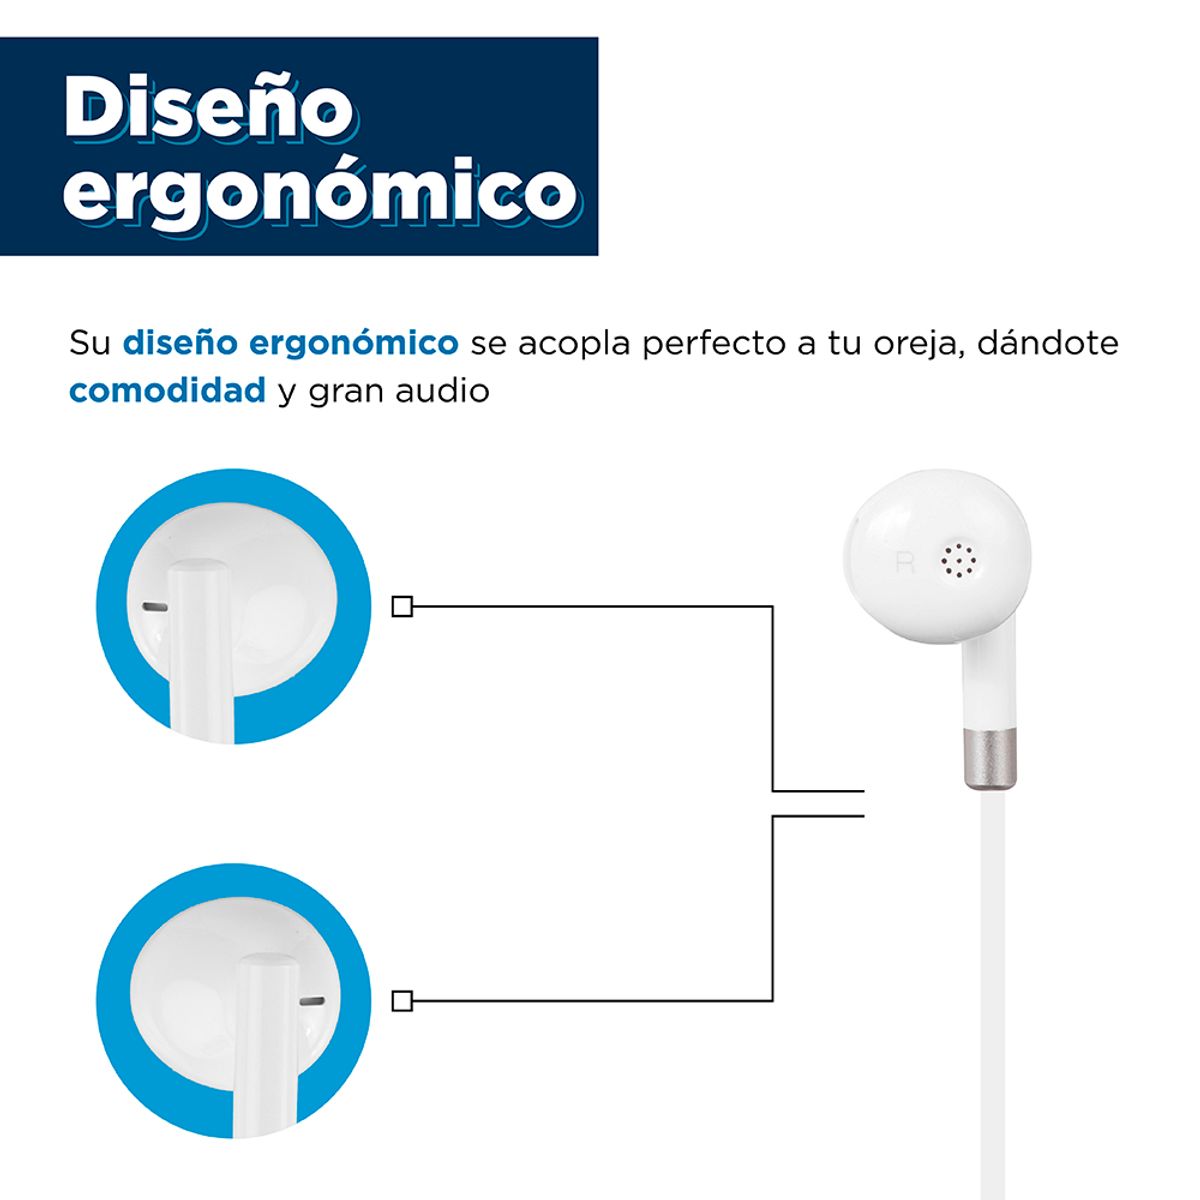 Diseño
ergonómico
Su diseño ergonómico se acopla perfecto a tu oreja, dándote
comodidad y gran audio
R